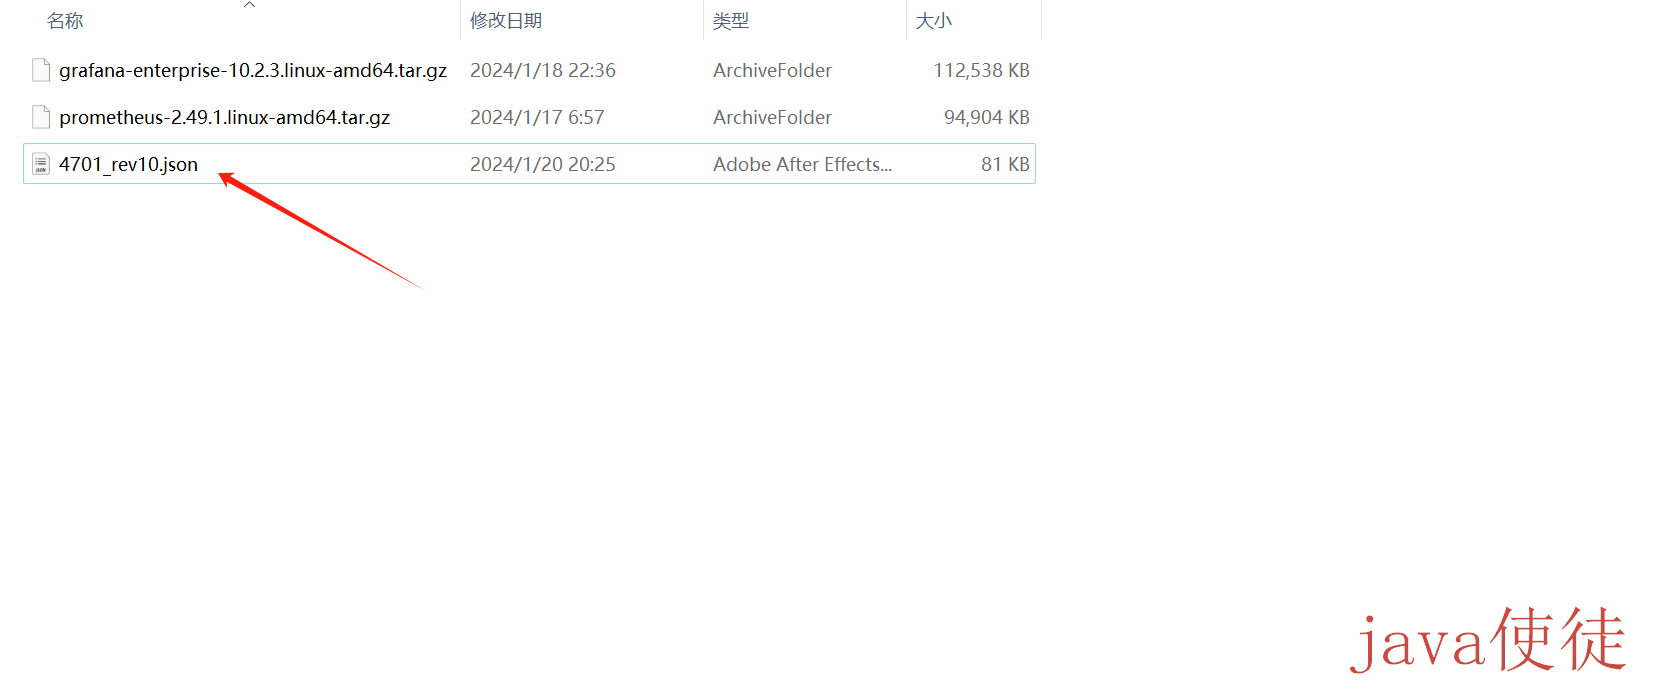 名称 修改日期 类型 大小
grafana-enterprise-10.2.3.linux-amd64.tar.gz 2024/1/18 22:36 ArchiveFolder 112,538 KB
prometheus-2.49.1.linux-amd64.tar.gz 2024/1/17 6:57 ArchiveFolder 94,904 KB
4701_rev10.json 2024/1/20 20:25 Adobe After Effects... 81 KB
java使徒